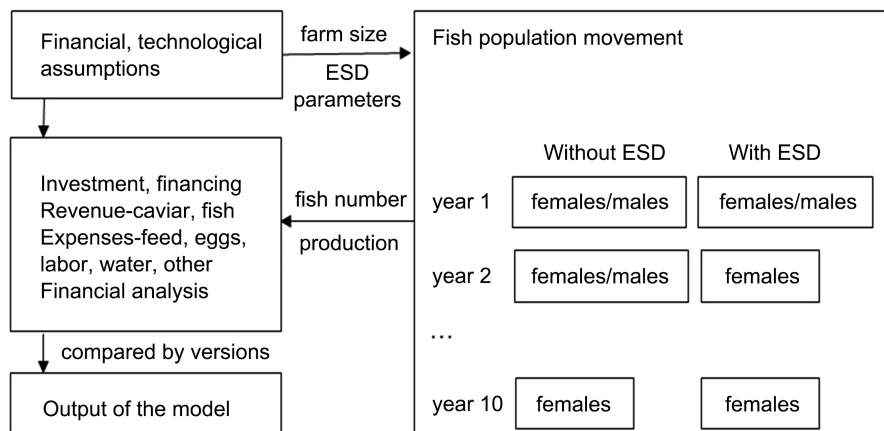 Financial, technological
assumptions
farm size
ESD
parameters
Investment, financing
Revenue-caviar, fish
Expenses-feed, eggs,
labor, water, other
Financial analysis
fish number
production
compared by versions
Output of the model
Fish population movement
Without ESD
With ESD
year 1
females/males
females/males
year 2
females/males
females
...
year 10
females
females